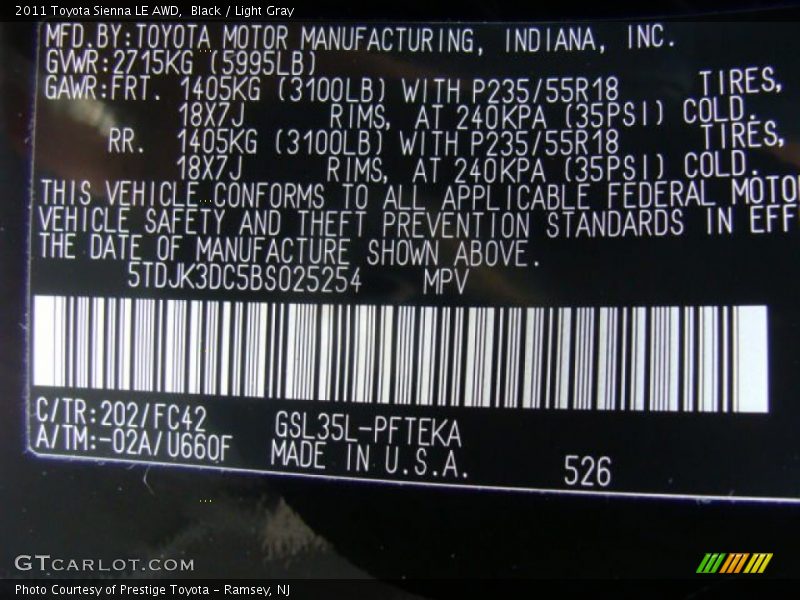 2011 Toyota Sienna LE AWD,  Black / Light Gray
MFD.BY:TOYOTA MOTOR MANUFACTURING, INDIANA, INC.
GVWR:2715KG (5995LB)
GAWR:FRT. 1405KG (3100LB) WITH P235/55R18 TIRES,
18X7J RIMS, AT 240KPA (35PSI) COLD.
RR. 1405KG (3100LB) WITH P235/55R18 TIRES,
18X7J RIMS, AT 240KPA (35PSI) COLD.
THIS VEHICLE CONFORMS TO ALL APPLICABLE FEDERAL MOTO
VEHICLE SAFETY AND THEFT PREVENTION STANDARDS IN EFF
THE DATE OF MANUFACTURE SHOWN ABOVE.
5TDJK3DC5BS025254 MPV
C/TR:202/FC42 GSL35L-PFTEKA
A/TM:-02A/U660F MADE IN U.S.A. 526
GTCARLOT.COM
Photo Courtesy of Prestige Toyota - Ramsey, NJ